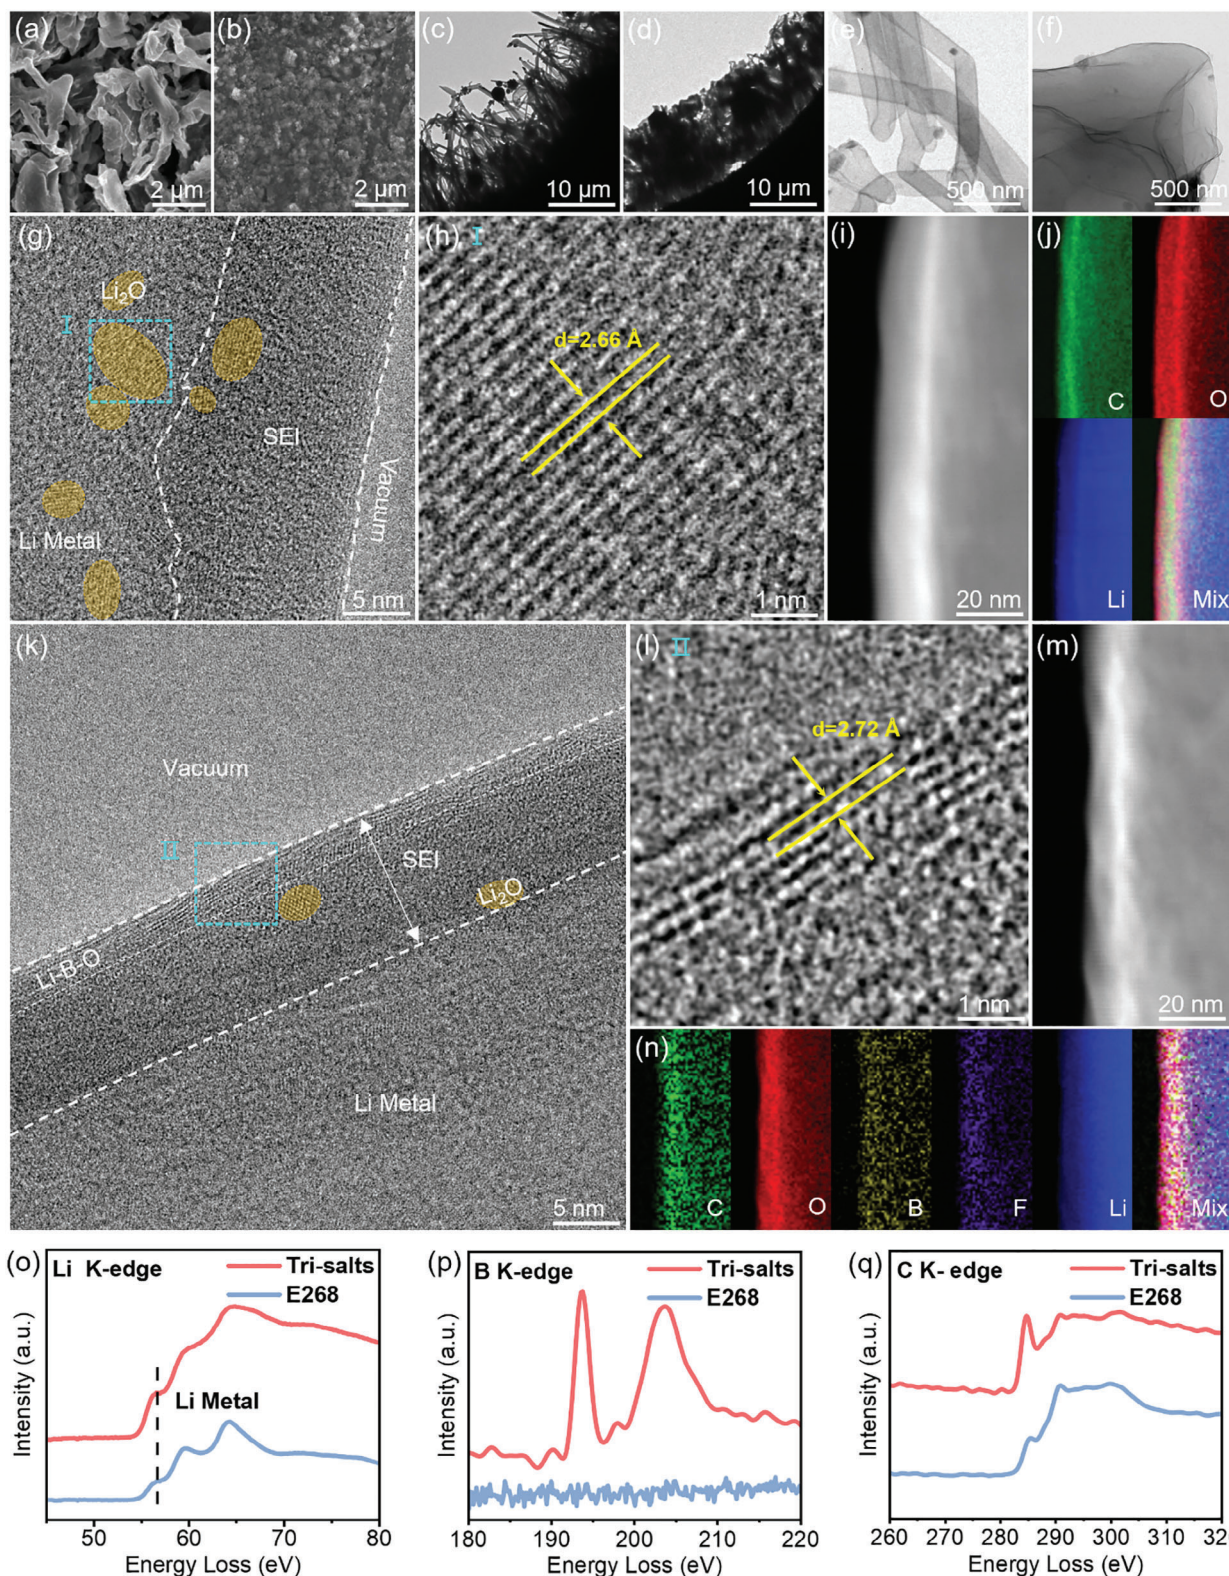 (a)
2 µm
(b)
2 µm
(c)
10 µm
(d)
10 µm
(e)
500 nm
(f)
500 nm
(g)
Li₂O
I
SEI
Vacuum
Li Metal
5 nm
(h) I
d=2.66 Å
1 nm
(i)
20 nm
(j)
C
O
Li
Mix
(k)
Vacuum
II
SEI
Li₂O
Li-B-O
Li Metal
5 nm
(l) II
d=2.72 Å
1 nm
(m)
20 nm
(n)
C
O
B
F
Li
Mix
(o)
Li K-edge
Tri-salts
E268
Li Metal
Intensity (a.u.)
50
60
70
80
Energy Loss (eV)
(p)
B K-edge
Tri-salts
E268
Intensity (a.u.)
180
190
200
210
220
Energy Loss (eV)
(q)
C K- edge
Tri-salts
E268
Intensity (a.u.)
260
270
280
290
300
310
Energy Loss (eV)